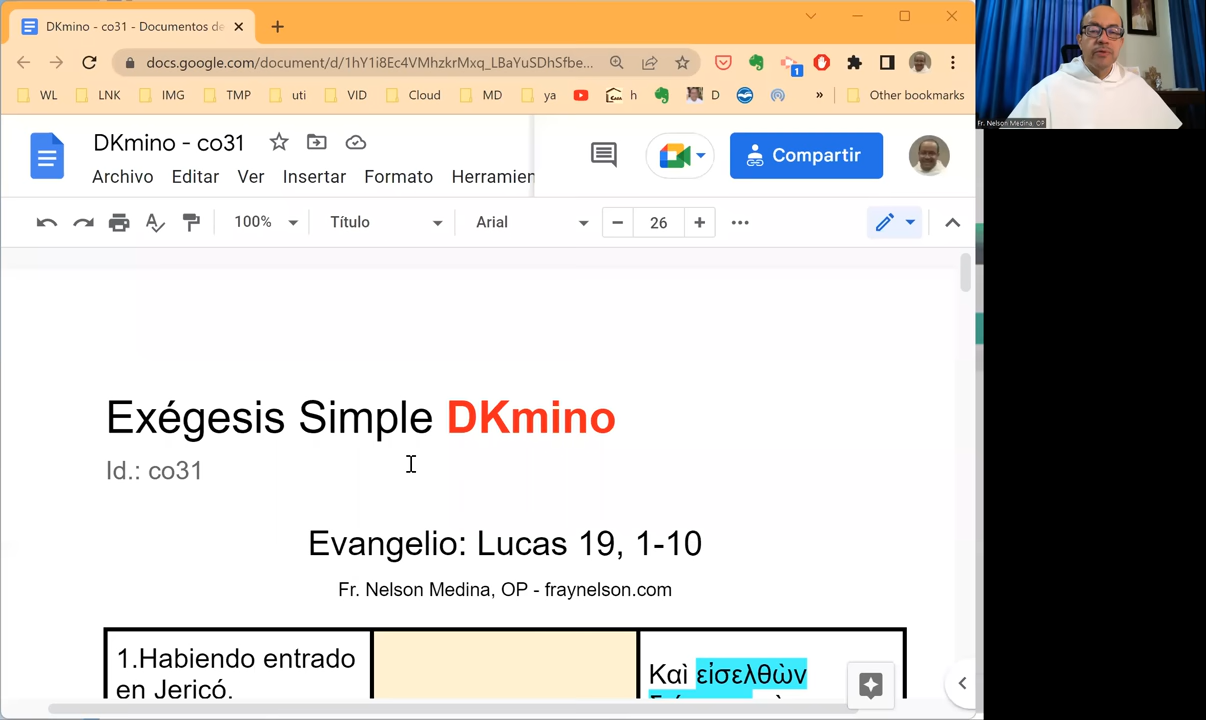 DKmino - co31 - Documentos de
docs.google.com/document/d/1hY1i8Ec4VMhzkrMxq_LBaYuSDhSfbe...
1
WL LNK IMG TMP uti VID Cloud MD ya h D » Other bookmarks
Fr. Nelson Medina, OP
DKmino - co31
Compartir
Archivo Editar Ver Insertar Formato Herramien
100% Título Arial 26
Exégesis Simple DKmino
Id.: co31
Evangelio: Lucas 19, 1-10
Fr. Nelson Medina, OP - fraynelson.com
1.Habiendo entrado
en Jericó,
Καὶ εἰσελθὼν